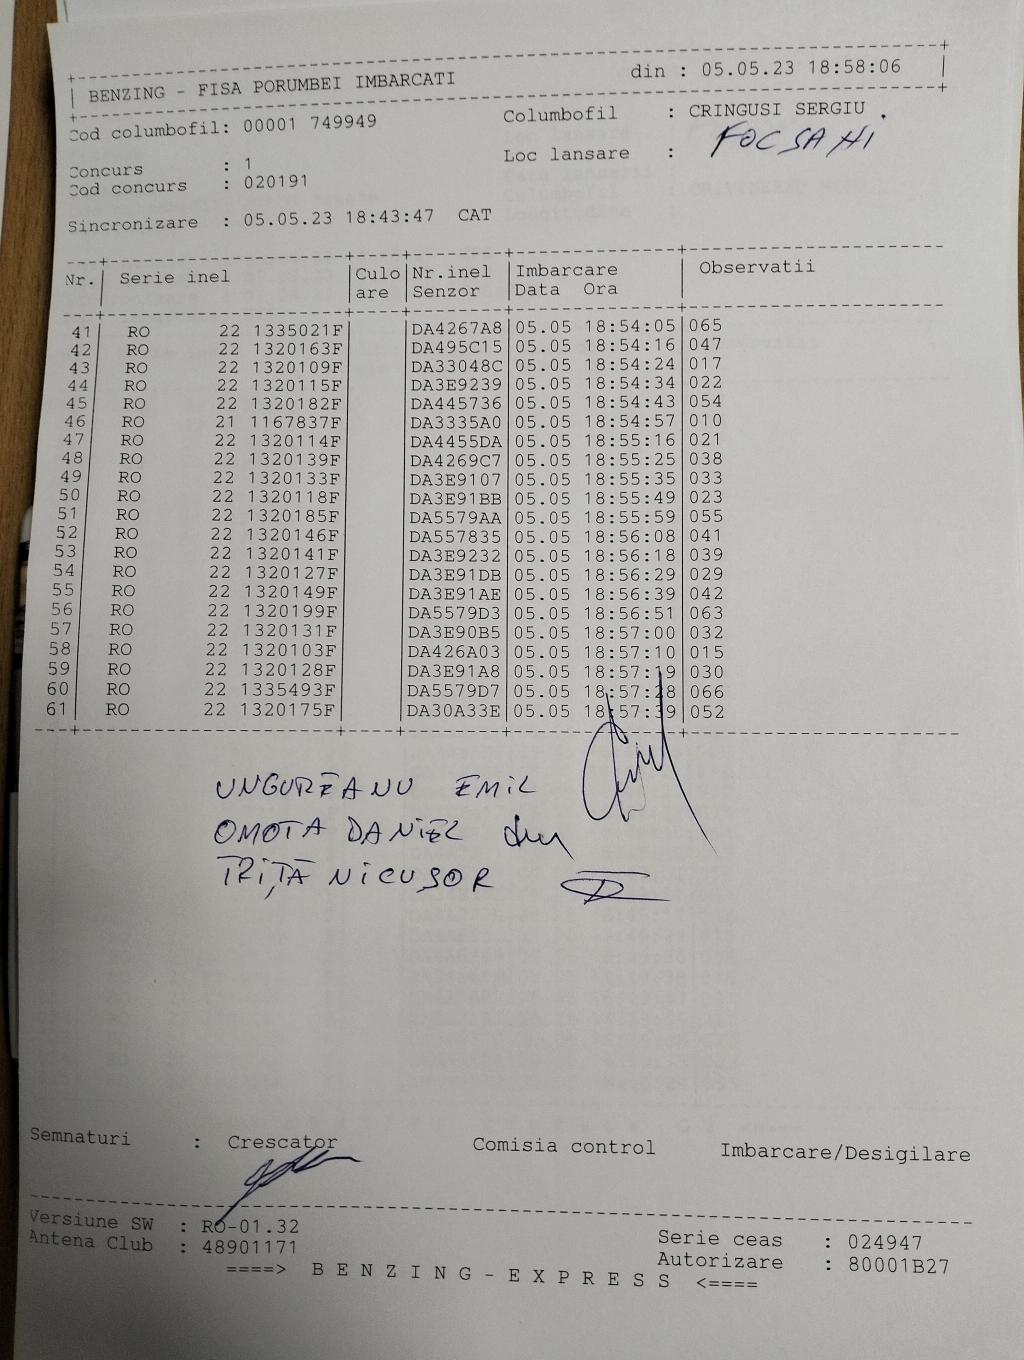 BENZING - FISA PORUMBEI IMBARCATI din : 05.05.23 18:58:06
Cod columbofil: 00001 749949 Columbofil : CRINGUSI SERGIU .
Concurs : 1 Loc lansare : FOCSANI
Cod concurs : 020191
Sincronizare : 05.05.23 18:43:47 CAT
Nr. Serie inel Culo Nr.inel Imbarcare Observatii
are Senzor Data Ora
41 RO 22 1335021F DA4267A8 05.05 18:54:05 065
42 RO 22 1320163F DA495C15 05.05 18:54:16 047
43 RO 22 1320109F DA33048C 05.05 18:54:24 017
44 RO 22 1320115F DA3E9239 05.05 18:54:34 022
45 RO 22 1320182F DA445736 05.05 18:54:43 054
46 RO 21 1167837F DA3335A0 05.05 18:54:57 010
47 RO 22 1320114F DA4455DA 05.05 18:55:16 021
48 RO 22 1320139F DA4269C7 05.05 18:55:25 038
49 RO 22 1320133F DA3E9107 05.05 18:55:35 033
50 RO 22 1320118F DA3E91BB 05.05 18:55:49 023
51 RO 22 1320185F DA5579AA 05.05 18:55:59 055
52 RO 22 1320146F DA557835 05.05 18:56:08 041
53 RO 22 1320141F DA3E9232 05.05 18:56:18 039
54 RO 22 1320127F DA3E91DB 05.05 18:56:29 029
55 RO 22 1320149F DA3E91AE 05.05 18:56:39 042
56 RO 22 1320199F DA5579D3 05.05 18:56:51 063
57 RO 22 1320131F DA3E90B5 05.05 18:57:00 032
58 RO 22 1320103F DA426A03 05.05 18:57:10 015
59 RO 22 1320128F DA3E91A8 05.05 18:57:19 030
60 RO 22 1335493F DA5579D7 05.05 18:57:28 066
61 RO 22 1320175F DA30A33E 05.05 18:57:39 052
UNGUREANU EMIL
OMOTA DANIEL
TRIȚĂ NICUȘOR
Semnaturi : Crescator Comisia control Imbarcare/Desigilare
Versiune SW : RO-01.32 Serie ceas : 024947
Antena Club : 48901171 Autorizare : 80001B27
====> B E N Z I N G - E X P R E S S <====